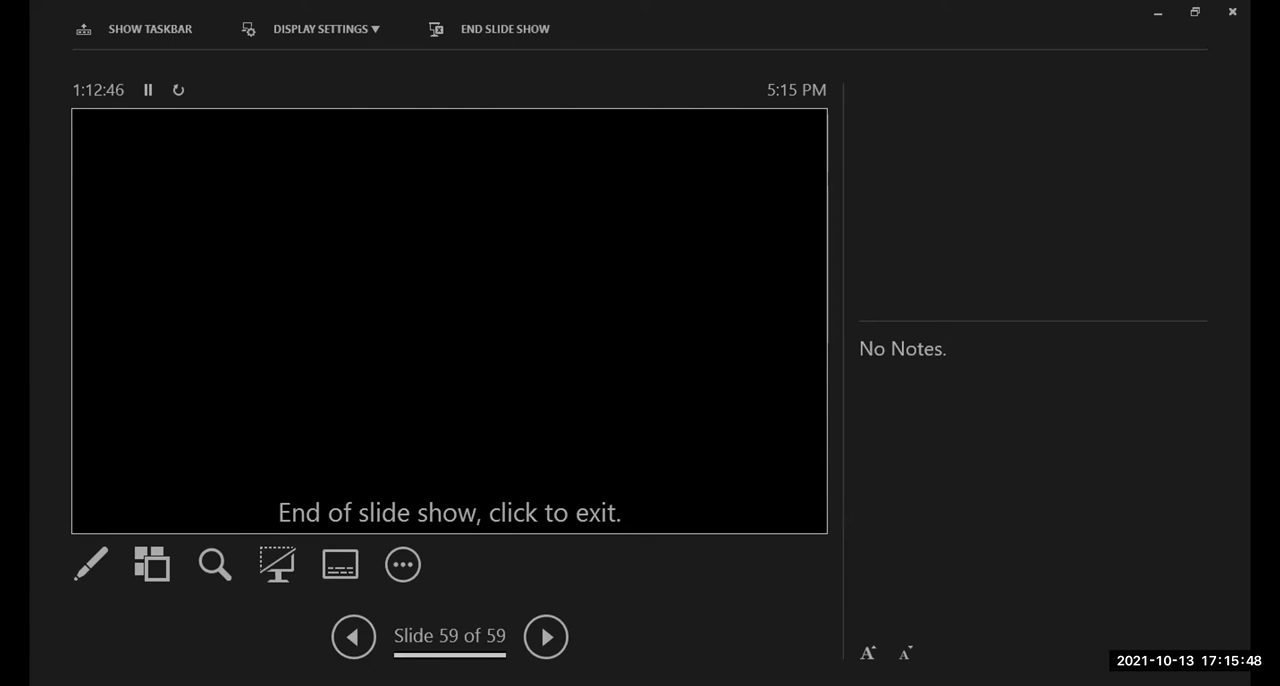 SHOW TASKBAR DISPLAY SETTINGS END SLIDE SHOW
1:12:46 5:15 PM
End of slide show, click to exit.
No Notes.
Slide 59 of 59
A A
2021-10-13 17:15:48